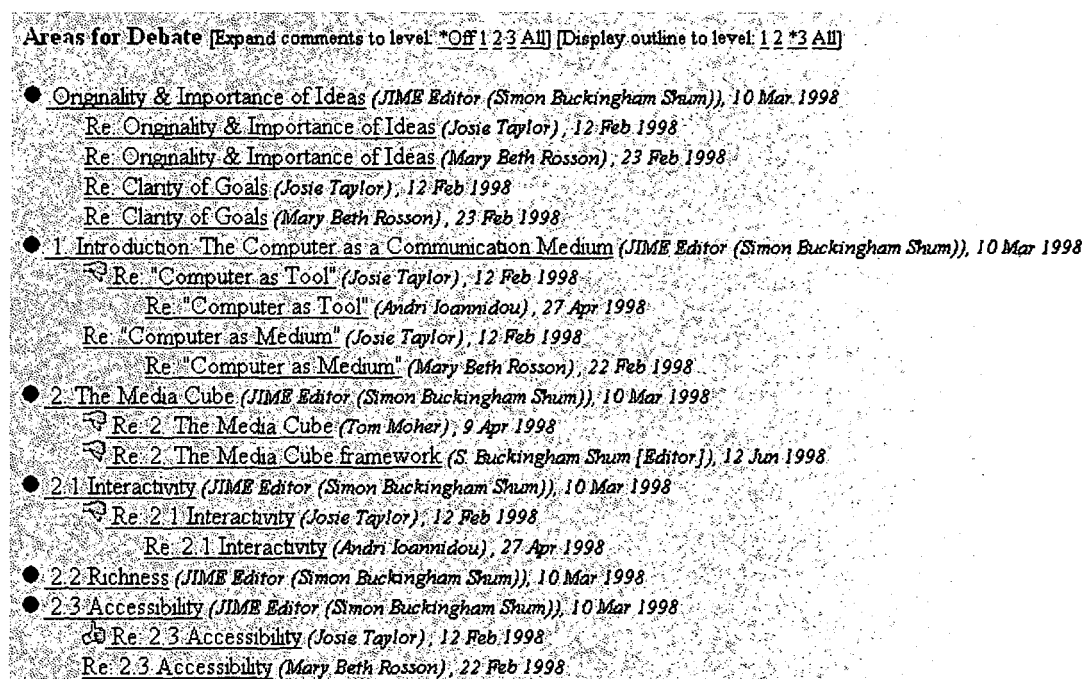 Areas for Debate [Expand comments to level: *Off 1 2 3 All] [Display outline to level: 1 2 *3 All]
Originality & Importance of Ideas (JIME Editor (Simon Buckingham Shum)), 10 Mar 1998
Re: Originality & Importance of Ideas (Josie Taylor), 12 Feb 1998
Re: Originality & Importance of Ideas (Mary Beth Rosson), 23 Feb 1998
Re: Clarity of Goals (Josie Taylor), 12 Feb 1998
Re: Clarity of Goals (Mary Beth Rosson), 23 Feb 1998
1. Introduction: The Computer as a Communication Medium (JIME Editor (Simon Buckingham Shum)), 10 Mar 1998
Re: "Computer as Tool" (Josie Taylor), 12 Feb 1998
Re: "Computer as Tool" (Andri Ioannidou), 27 Apr 1998
Re: "Computer as Medium" (Josie Taylor), 12 Feb 1998
Re: "Computer as Medium" (Mary Beth Rosson), 22 Feb 1998
2. The Media Cube (JIME Editor (Simon Buckingham Shum)), 10 Mar 1998
Re: 2. The Media Cube (Tom Moher), 9 Apr 1998
Re: 2. The Media Cube framework (S. Buckingham Shum [Editor]), 12 Jun 1998
2.1 Interactivity (JIME Editor (Simon Buckingham Shum)), 10 Mar 1998
Re: 2.1 Interactivity (Josie Taylor), 12 Feb 1998
Re: 2.1 Interactivity (Andri Ioannidou), 27 Apr 1998
2.2 Richness (JIME Editor (Simon Buckingham Shum)), 10 Mar 1998
2.3 Accessibility (JIME Editor (Simon Buckingham Shum)), 10 Mar 1998
Re: 2.3 Accessibility (Josie Taylor), 12 Feb 1998
Re: 2.3 Accessibility (Mary Beth Rosson), 22 Feb 1998